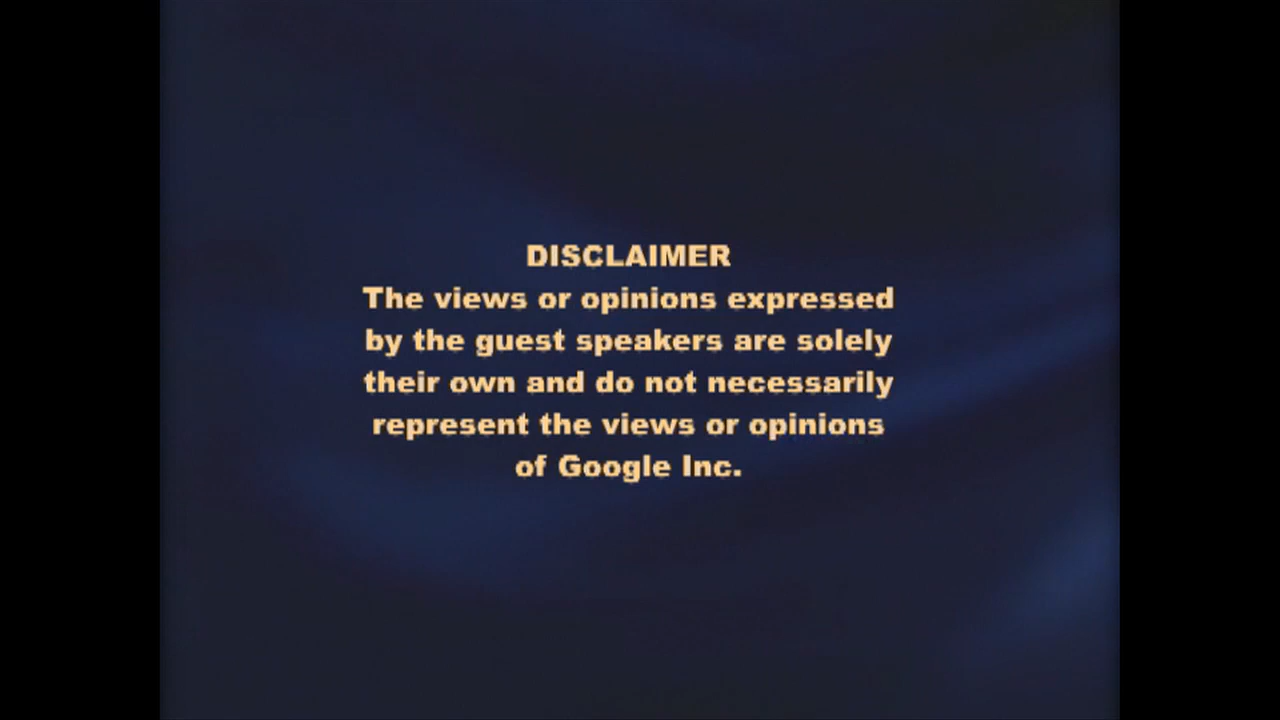 DISCLAIMER
The views or opinions expressed
by the guest speakers are solely
their own and do not necessarily
represent the views or opinions
of Google Inc.